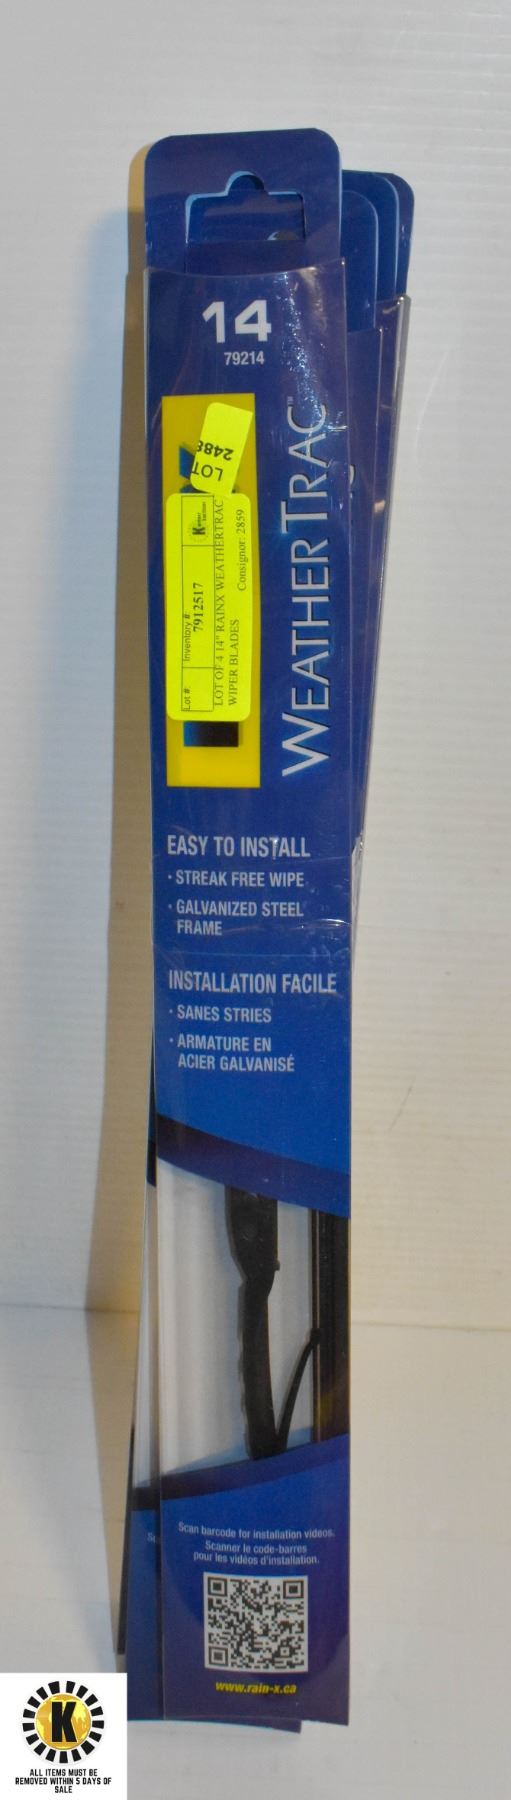 14
79214
LOT
2488
WEATHERTRAC™
Lot #:
Inventory #:
7912517
LOT OF 4 14" RAINX WEATHERTRAC
WIPER BLADES
Consignor: 2859
EASY TO INSTALL
• STREAK FREE WIPE
• GALVANIZED STEEL
FRAME
INSTALLATION FACILE
• SANES STRIES
• ARMATURE EN
ACIER GALVANISÉ
Scan barcode for installation videos.
Scanner le code-barres
pour les vidéos d'installation.
www.rain-x.ca
K
ALL ITEMS MUST BE
REMOVED WITHIN 5 DAYS OF
SALE